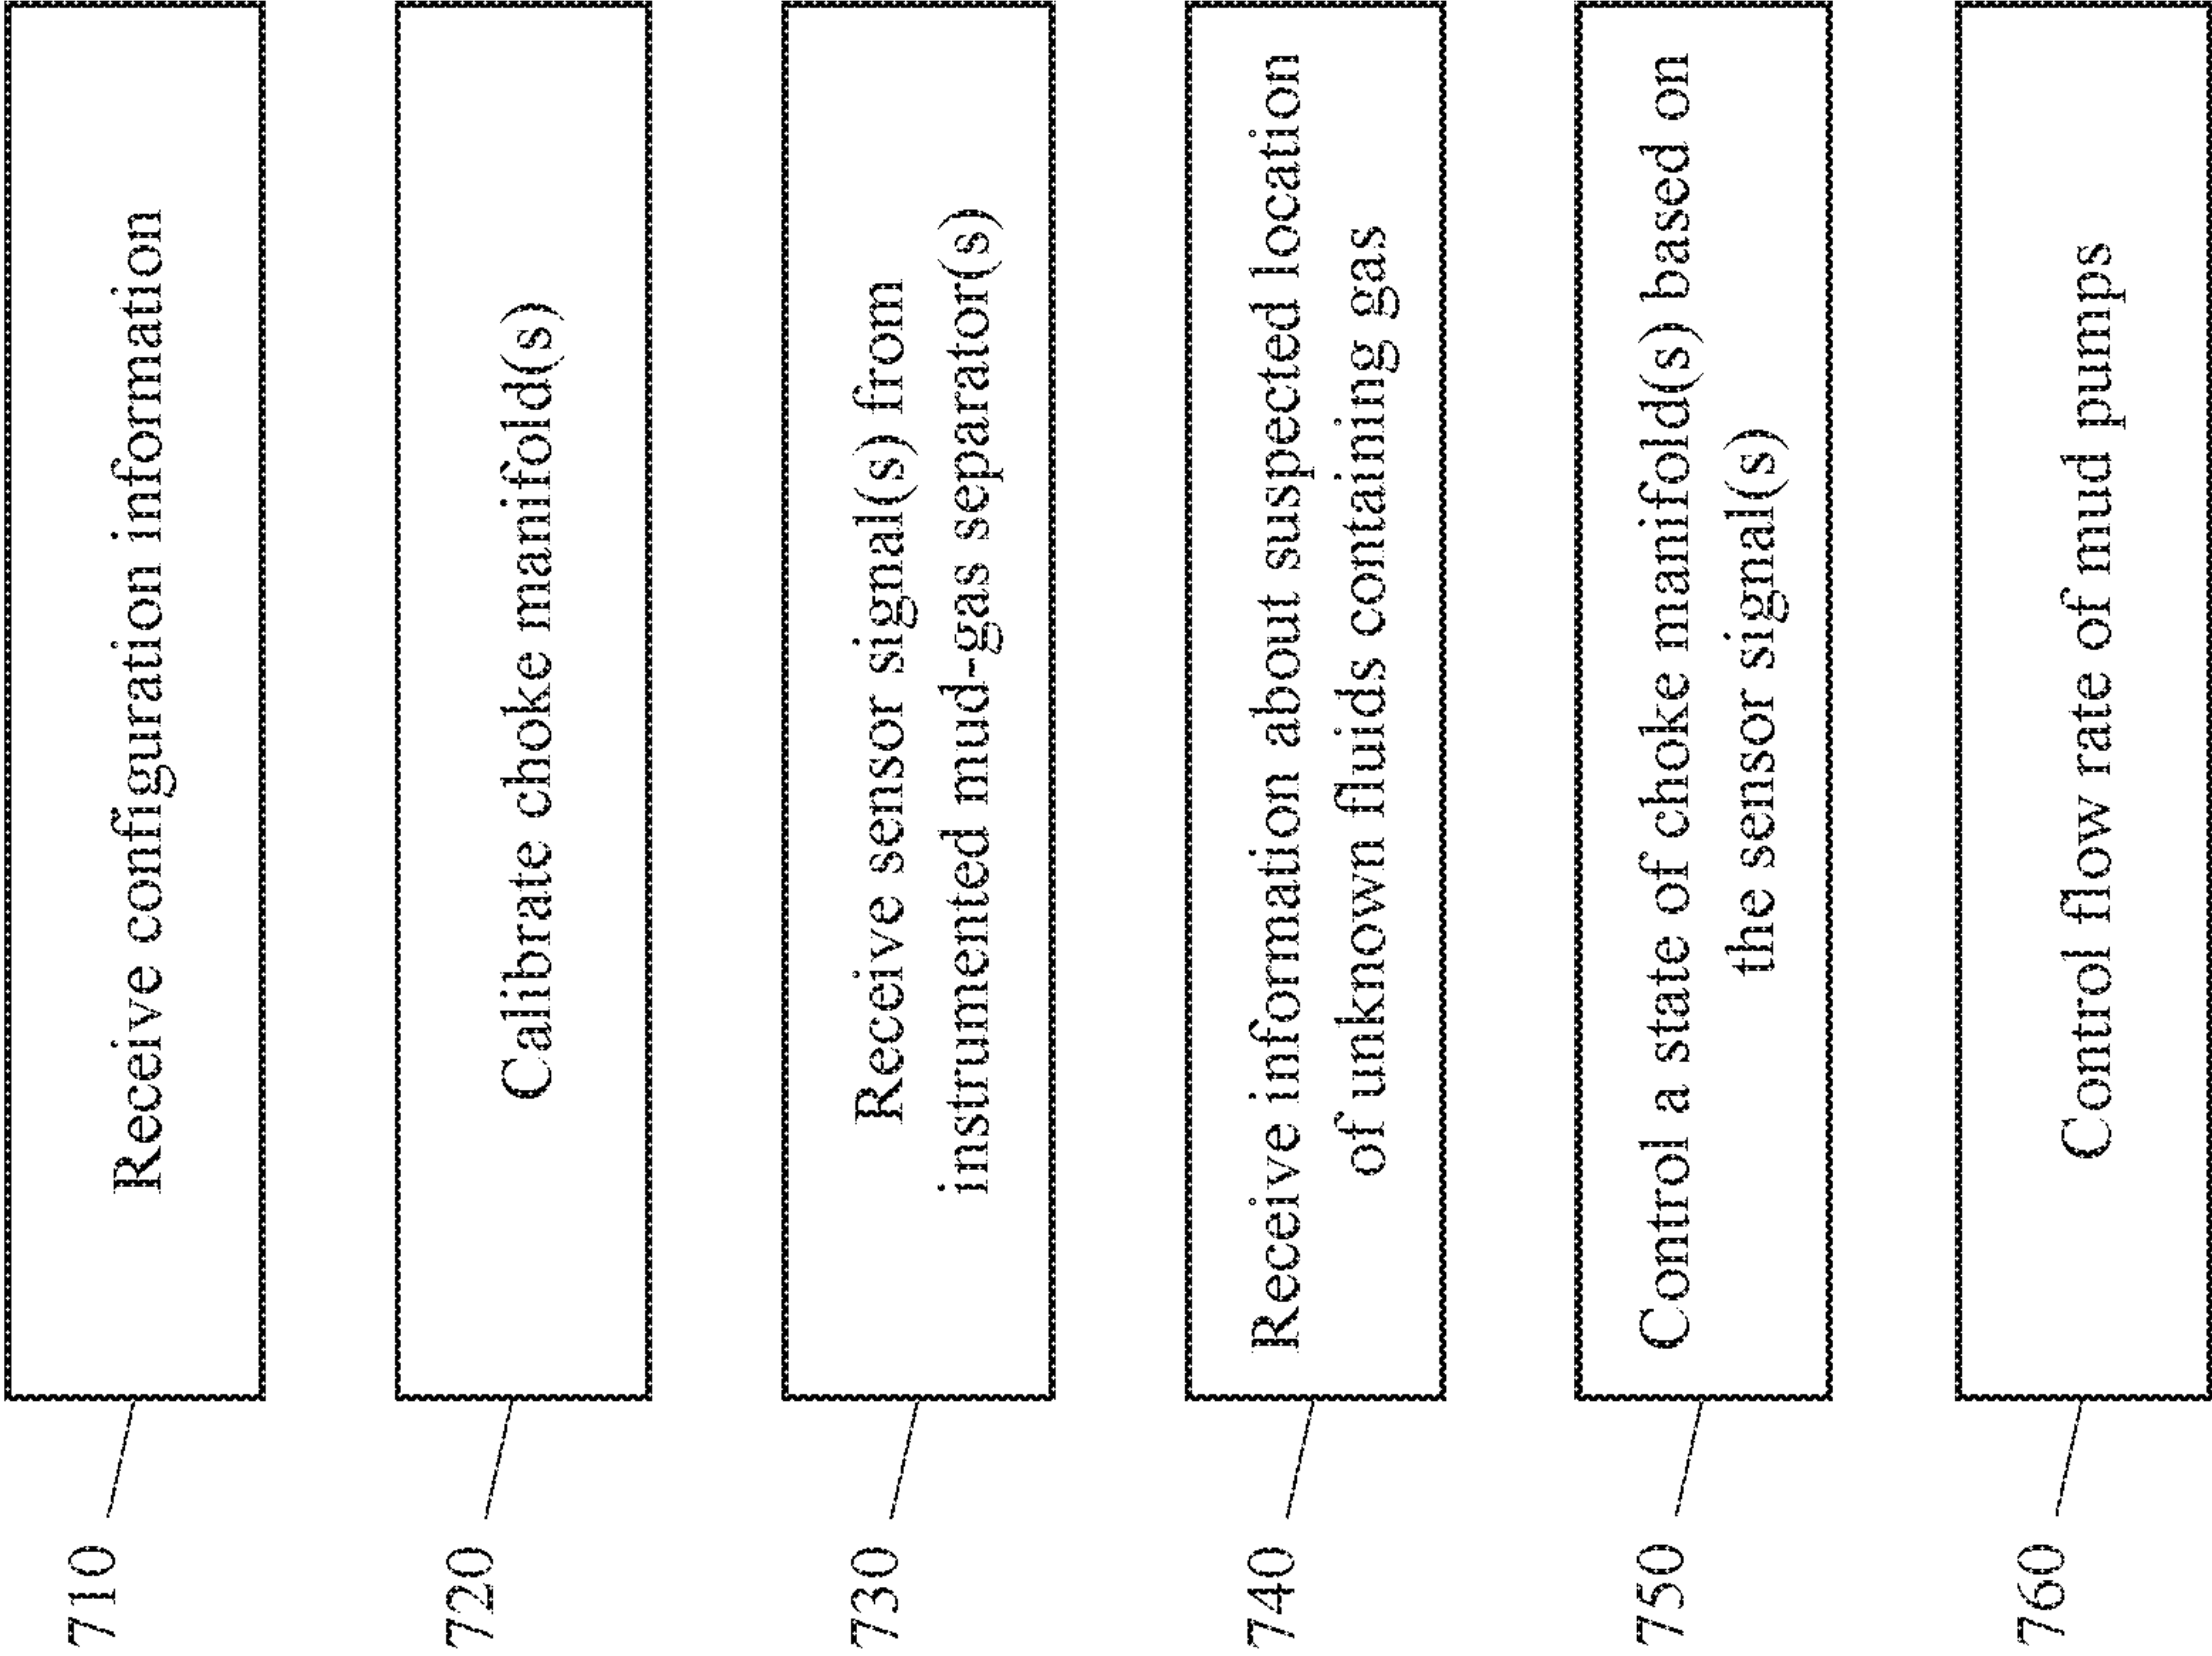 710
Receive configuration information
720
Calibrate choke manifold(s)
730
Receive sensor signal(s) from
instrumented mud-gas separator(s)
740
Receive information about suspected location
of unknown fluids containing gas
750
Control a state of choke manifold(s) based on
the sensor signal(s)
760
Control flow rate of mud pumps